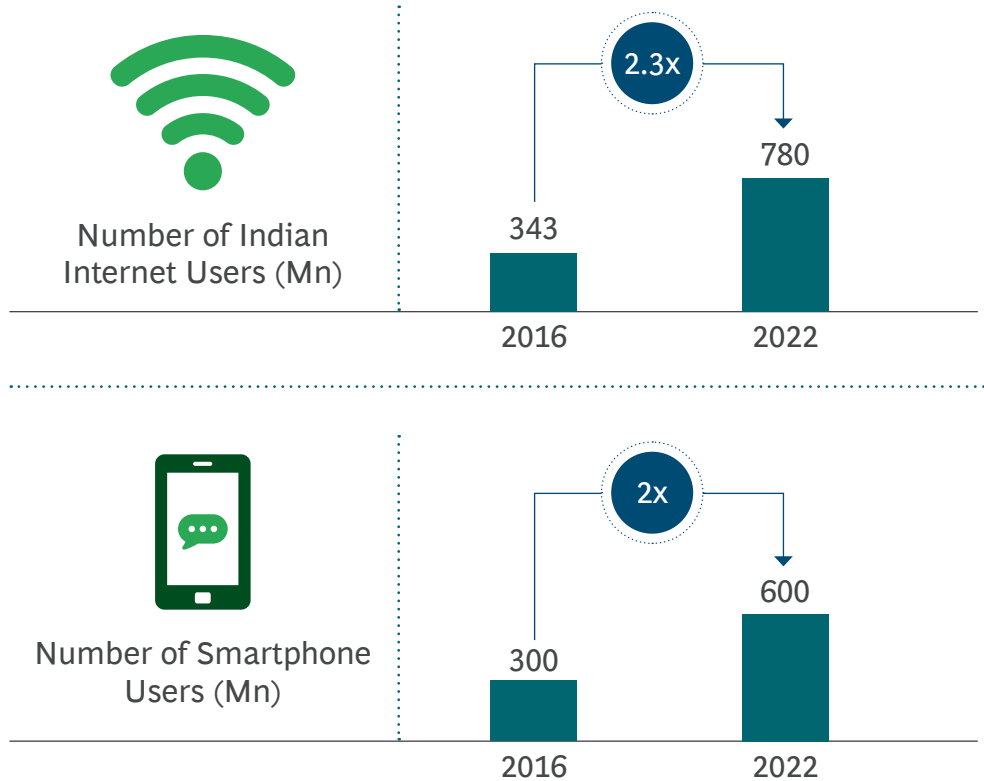 2.3x
780
343
Number of Indian
Internet Users (Mn)
2016 2022
2x
600
300
Number of Smartphone
Users (Mn)
2016 2022